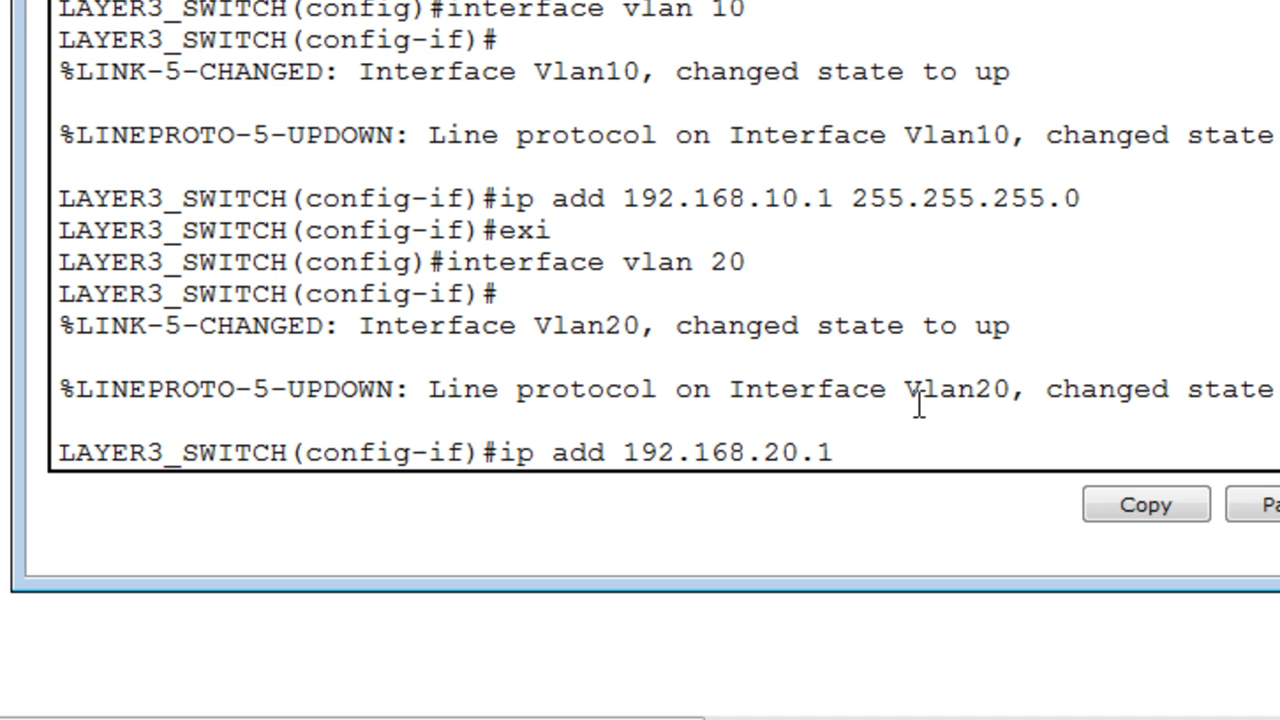 LAYER3_SWITCH(config)#interface vlan 10
LAYER3_SWITCH(config-if)#
%LINK-5-CHANGED: Interface Vlan10, changed state to up
%LINEPROTO-5-UPDOWN: Line protocol on Interface Vlan10, changed state
LAYER3_SWITCH(config-if)#ip add 192.168.10.1 255.255.255.0
LAYER3_SWITCH(config-if)#exi
LAYER3_SWITCH(config)#interface vlan 20
LAYER3_SWITCH(config-if)#
%LINK-5-CHANGED: Interface Vlan20, changed state to up
%LINEPROTO-5-UPDOWN: Line protocol on Interface Vlan20, changed state
LAYER3_SWITCH(config-if)#ip add 192.168.20.1
Copy